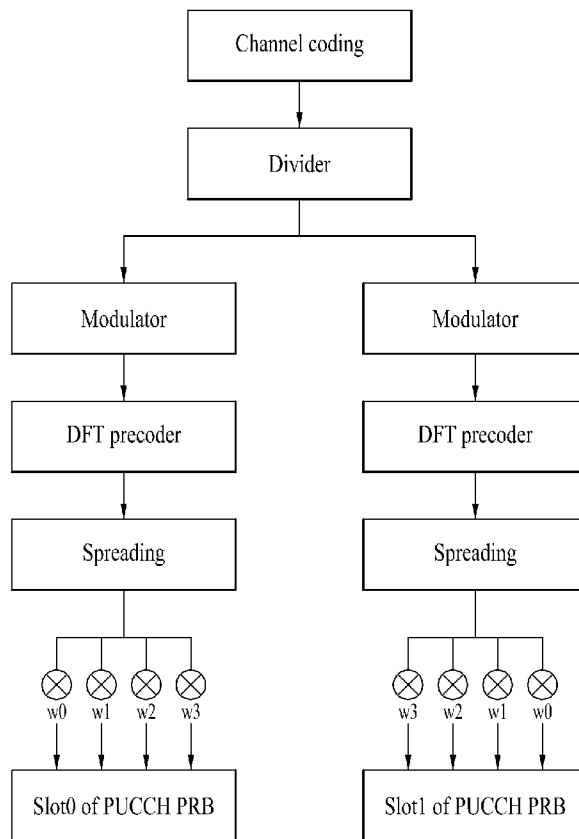 Channel coding
Divider
Modulator
Modulator
DFT precoder
DFT precoder
Spreading
Spreading
w0 w1 w2 w3
w3 w2 w1 w0
Slot0 of PUCCH PRB
Slot1 of PUCCH PRB